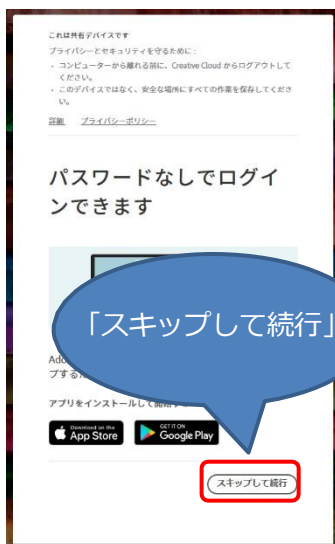 これは共有デバイスです
プライバシーとセキュリティを守るために:
・ コンピューターから離れる前に、Creative Cloud からログアウトして
ください。
・ このデバイスではなく、安全な場所にすべての作業を保存してくださ
い。
詳細 プライバシーポリシー
パスワードなしでログイ
ンできます
「スキップして続行」
Ado
プする
アプリをインストールして開始
Download on the
App Store
GET IT ON
Google Play
スキップして続行